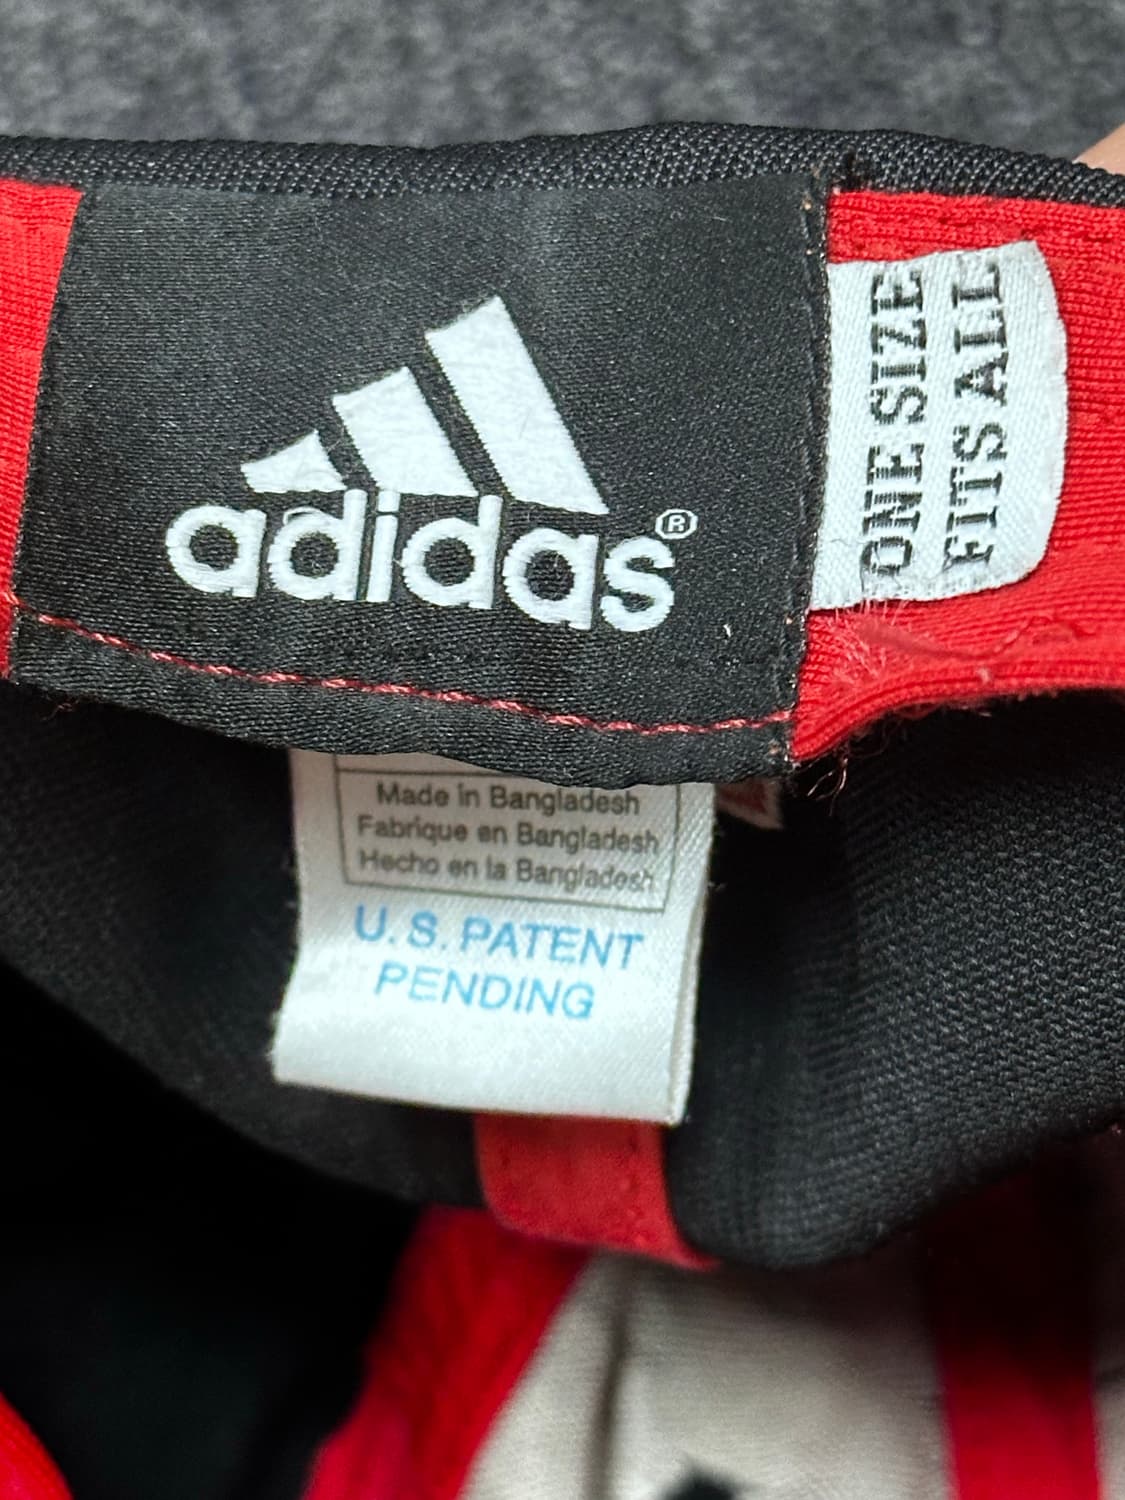 adidas®
ONE SIZE
FITS ALL
Made in Bangladesh
Fabrique en Bangladesh
Hecho en la Bangladesh
U.S. PATENT
PENDING